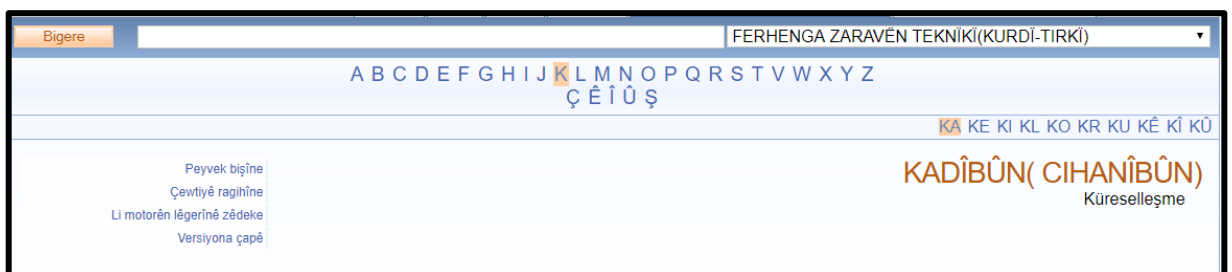 Bigere FERHENGA ZARAVÊN TEKNÎKÎ(KURDÎ-TIRKÎ)
A B C D E F G H I J K L M N O P Q R S T V W X Y Z
Ç Ê Î Û Ş
KA KE KI KL KO KR KU KÊ KÎ KÛ
Peyvek bişîne
Çewtiyê ragihîne
Li motorên lêgerînê zêdeke
Versiyona çapê
KADÎBÛN( CIHANÎBÛN)
Küreselleşme